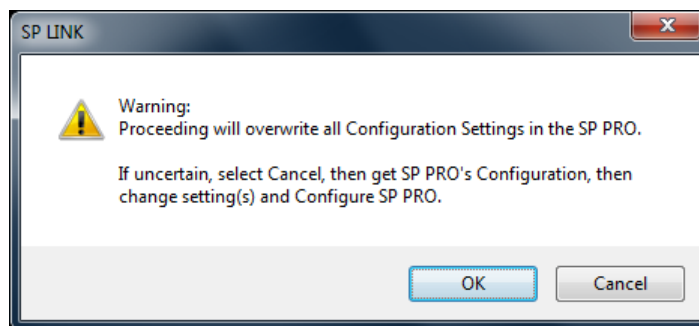 SP LINK
Warning:
Proceeding will overwrite all Configuration Settings in the SP PRO.
If uncertain, select Cancel, then get SP PRO's Configuration, then
change setting(s) and Configure SP PRO.
OK
Cancel